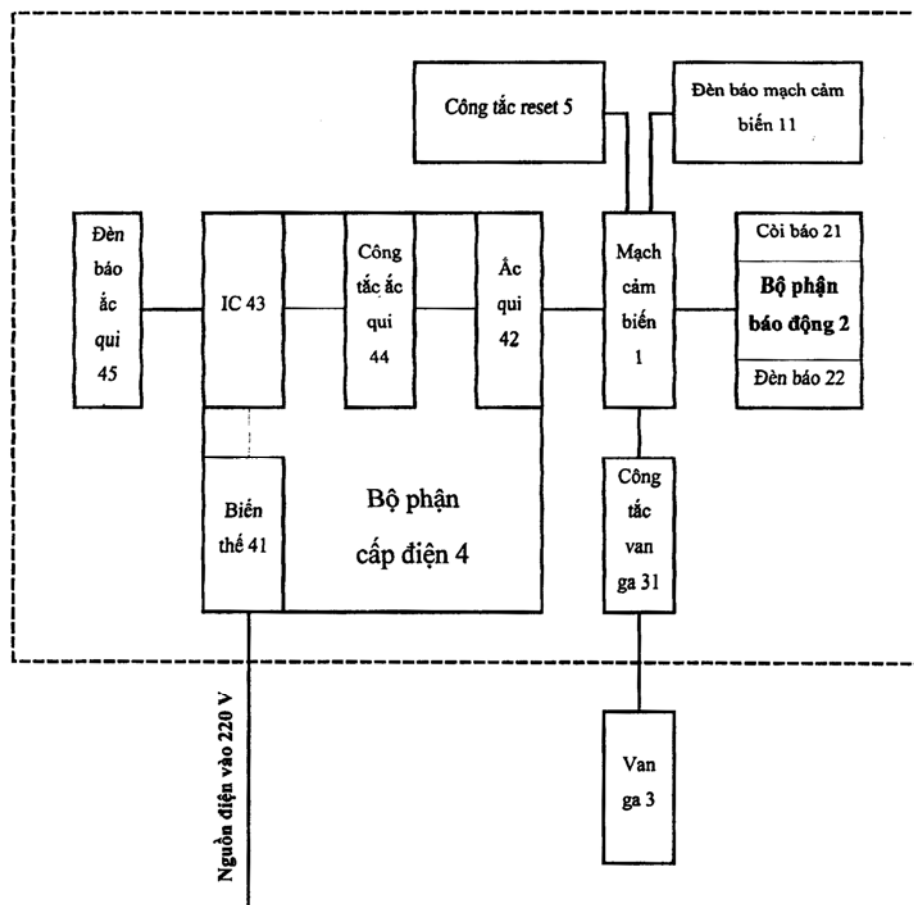 Công tắc reset 5
Đèn báo mạch cảm
biến 11
Đèn
báo
ắc
qui
45
IC 43
Công
tắc ắc
qui
44
Ắc
qui
42
Mạch
cảm
biến
1
Còi báo 21
Bộ phận
báo động 2
Đèn báo 22
Biến
thế 41
Bộ phận
cấp điện 4
Công
tắc
van
ga 31
Nguồn điện vào 220 V
Van
ga 3